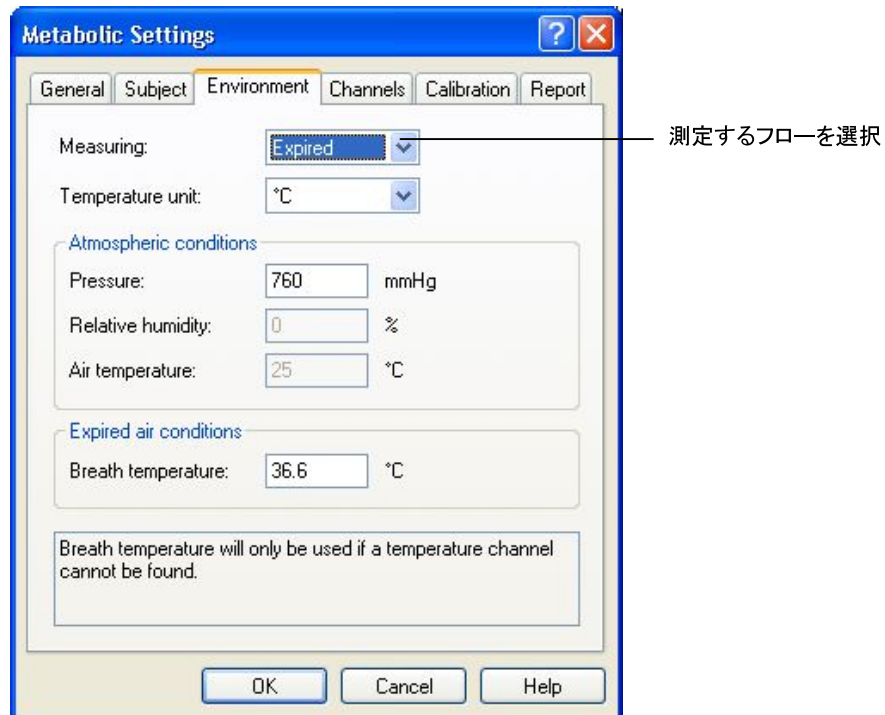 Metabolic Settings
General Subject Environment Channels Calibration Report
Measuring: Expired
測定するフローを選択
Temperature unit: °C
Atmospheric conditions
Pressure: 760 mmHg
Relative humidity: 0 %
Air temperature: 25 °C
Expired air conditions
Breath temperature: 36.6 °C
Breath temperature will only be used if a temperature channel
cannot be found.
OK Cancel Help